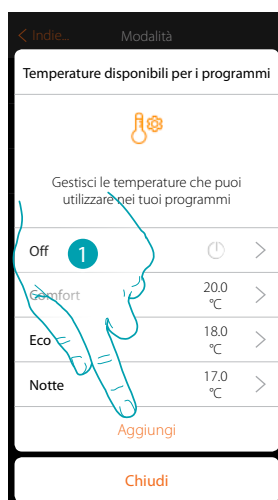 Indie...
Modalità
Temperature disponibili per i programmi
Gestisci le temperature che puoi
utilizzare nei tuoi programmi
Off
1
Comfort
20.0
°C
Eco
18.0
°C
Notte
17.0
°C
Aggiungi
Chiudi